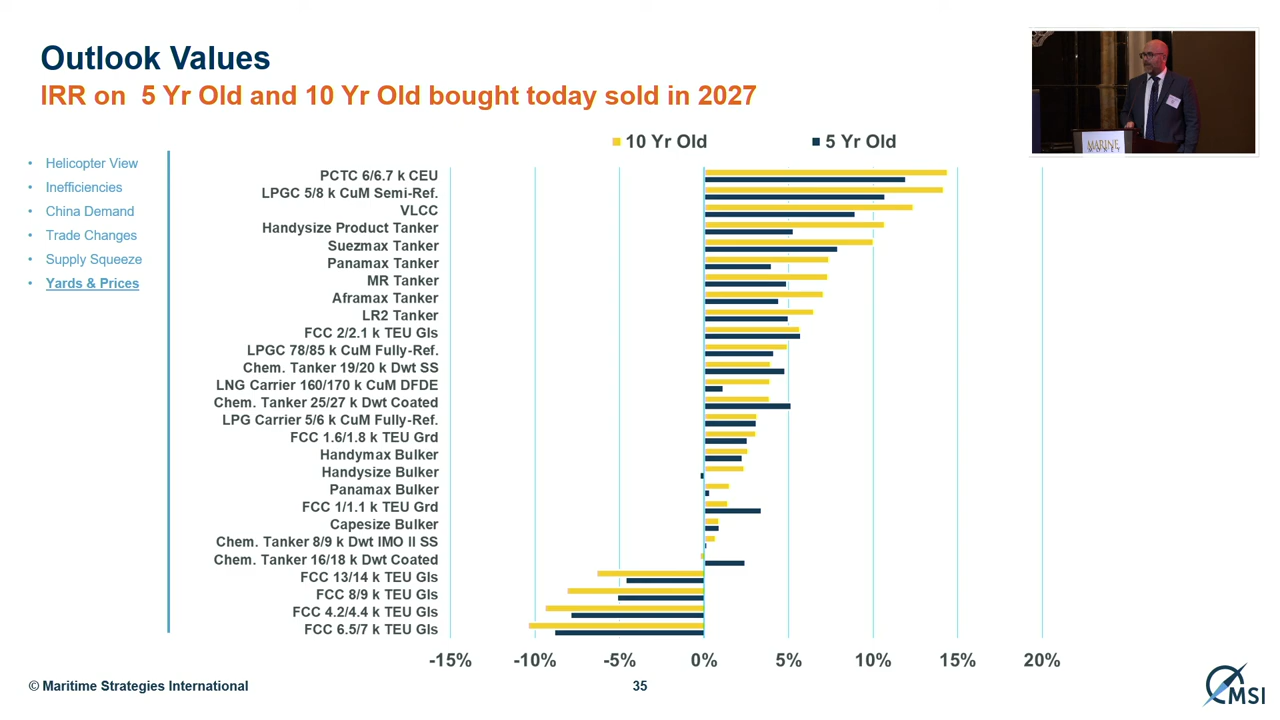 Outlook Values
IRR on 5 Yr Old and 10 Yr Old bought today sold in 2027
• Helicopter View
• Inefficiencies
• China Demand
• Trade Changes
• Supply Squeeze
• Yards & Prices
10 Yr Old
5 Yr Old
PCTC 6/6.7 k CEU
LPGC 5/8 k CuM Semi-Ref.
VLCC
Handysize Product Tanker
Suezmax Tanker
Panamax Tanker
MR Tanker
Aframax Tanker
LR2 Tanker
FCC 2/2.1 k TEU Gls
LPGC 78/85 k CuM Fully-Ref.
Chem. Tanker 19/20 k Dwt SS
LNG Carrier 160/170 k CuM DFDE
Chem. Tanker 25/27 k Dwt Coated
LPG Carrier 5/6 k CuM Fully-Ref.
FCC 1.6/1.8 k TEU Grd
Handymax Bulker
Handysize Bulker
Panamax Bulker
FCC 1/1.1 k TEU Grd
Capesize Bulker
Chem. Tanker 8/9 k Dwt IMO II SS
Chem. Tanker 16/18 k Dwt Coated
FCC 13/14 k TEU Gls
FCC 8/9 k TEU Gls
FCC 4.2/4.4 k TEU Gls
FCC 6.5/7 k TEU Gls
-15% -10% -5% 0% 5% 10% 15% 20%
MARINE
© Maritime Strategies International
35
MSI